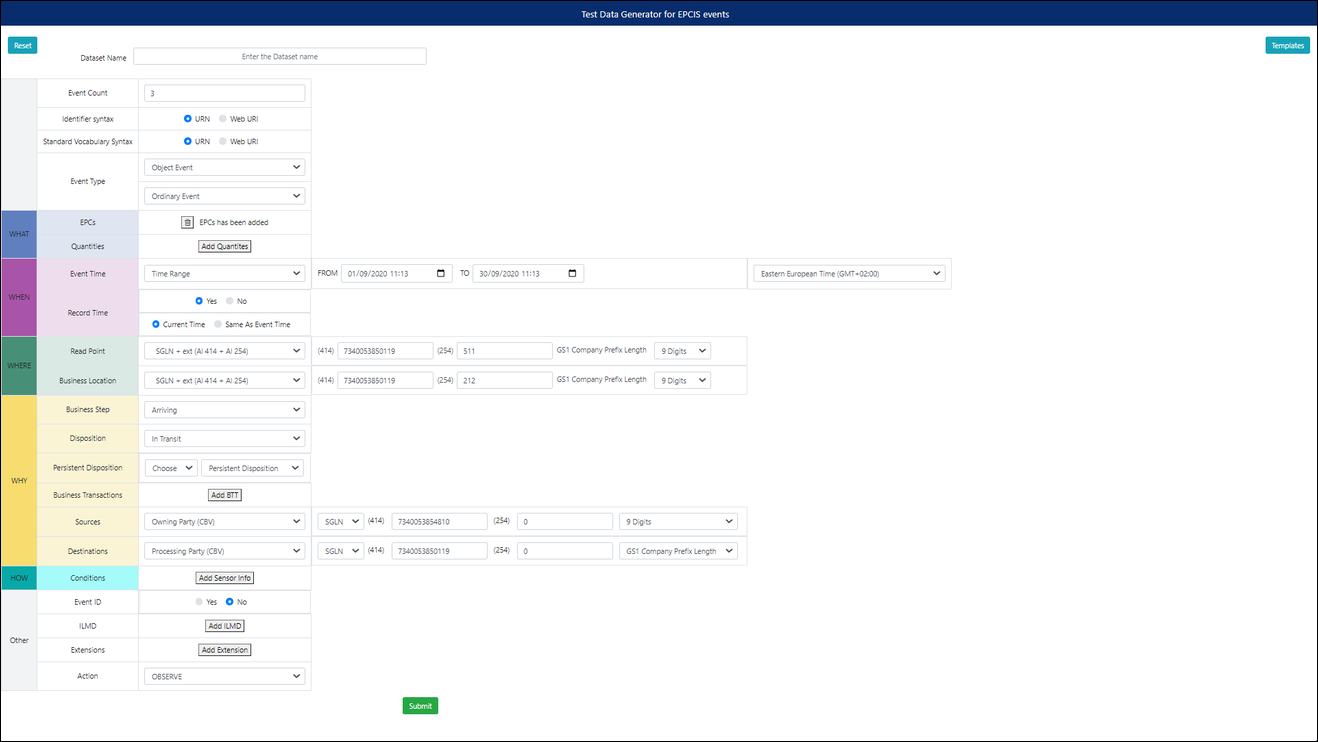 Test Data Generator for EPCIS events
Reset
Templates
Dataset Name Enter the Dataset name
Event Count 3
Identifier syntax URN Web URI
Standard Vocabulary Syntax URN Web URI
Event Type
Object Event
Ordinary Event
WHAT
EPCs EPCs has been added
Quantities Add Quantites
WHEN
Event Time Time Range FROM 01/09/2020 11:13 TO 30/09/2020 11:13 Eastern European Time (GMT+02:00)
Record Time
Yes No
Current Time Same As Event Time
WHERE
Read Point SGLN + ext (AI 414 + AI 254) (414) 7340053850119 (254) 511 GS1 Company Prefix Length 9 Digits
Business Location SGLN + ext (AI 414 + AI 254) (414) 7340053850119 (254) 212 GS1 Company Prefix Length 9 Digits
WHY
Business Step Arriving
Disposition In Transit
Persistent Disposition Choose Persistent Disposition
Business Transactions Add BTT
Sources Owning Party (CBV) SGLN (414) 7340053854810 (254) 0 9 Digits
Destinations Processing Party (CBV) SGLN (414) 7340053850119 (254) 0 GS1 Company Prefix Length
HOW
Conditions Add Sensor Info
Other
Event ID Yes No
ILMD Add ILMD
Extensions Add Extension
Action OBSERVE
Submit